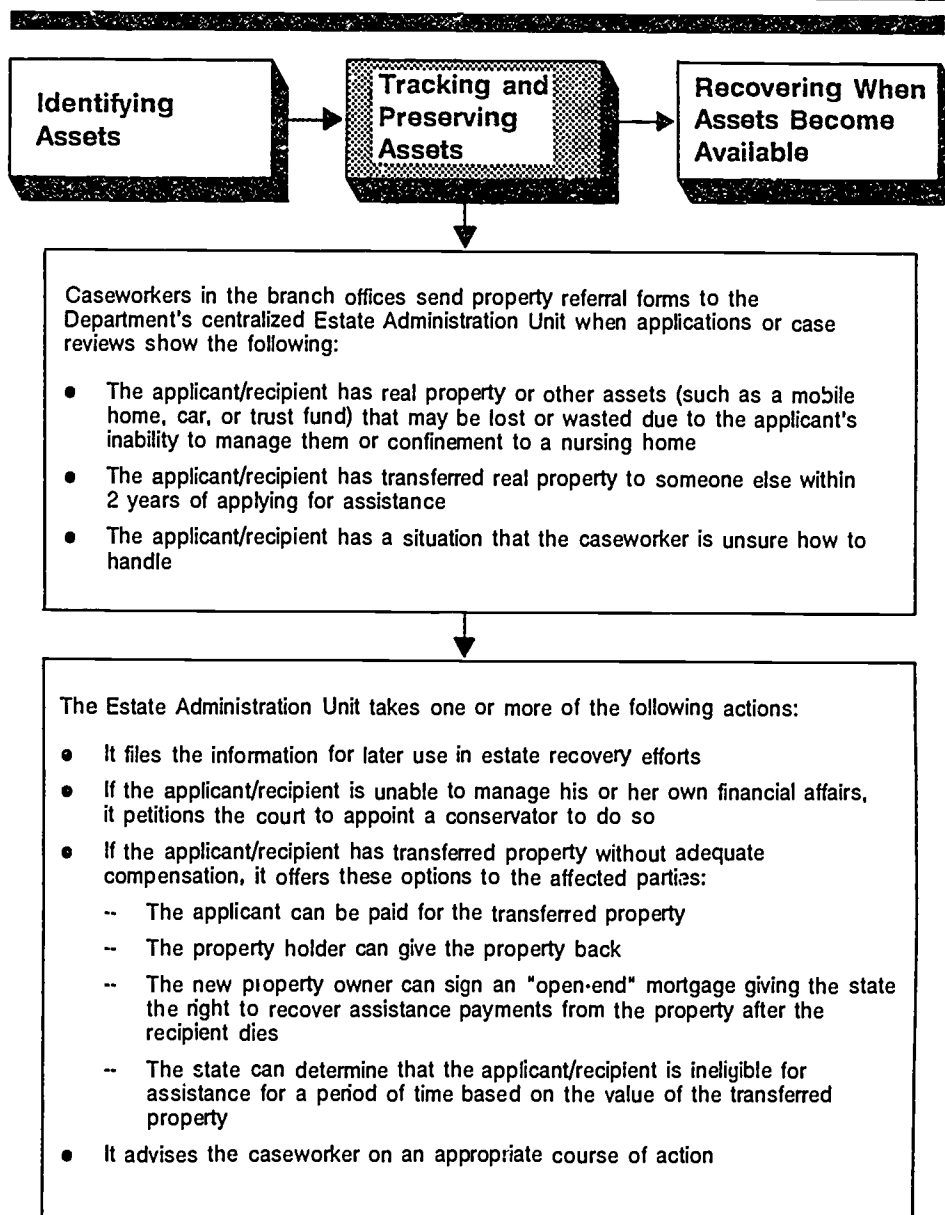 Identifying
Assets
Tracking and
Preserving
Assets
Recovering When
Assets Become
Available
Caseworkers in the branch offices send property referral forms to the
Department's centralized Estate Administration Unit when applications or case
reviews show the following:
● The applicant/recipient has real property or other assets (such as a mobile
home, car, or trust fund) that may be lost or wasted due to the applicant's
inability to manage them or confinement to a nursing home
● The applicant/recipient has transferred real property to someone else within
2 years of applying for assistance
● The applicant/recipient has a situation that the caseworker is unsure how to
handle
The Estate Administration Unit takes one or more of the following actions:
● It files the information for later use in estate recovery efforts
● If the applicant/recipient is unable to manage his or her own financial affairs,
it petitions the court to appoint a conservator to do so
● If the applicant/recipient has transferred property without adequate
compensation, it offers these options to the affected parties:
-- The applicant can be paid for the transferred property
-- The property holder can give the property back
-- The new property owner can sign an "open-end" mortgage giving the state
the right to recover assistance payments from the property after the
recipient dies
-- The state can determine that the applicant/recipient is ineligible for
assistance for a period of time based on the value of the transferred
property
● It advises the caseworker on an appropriate course of action